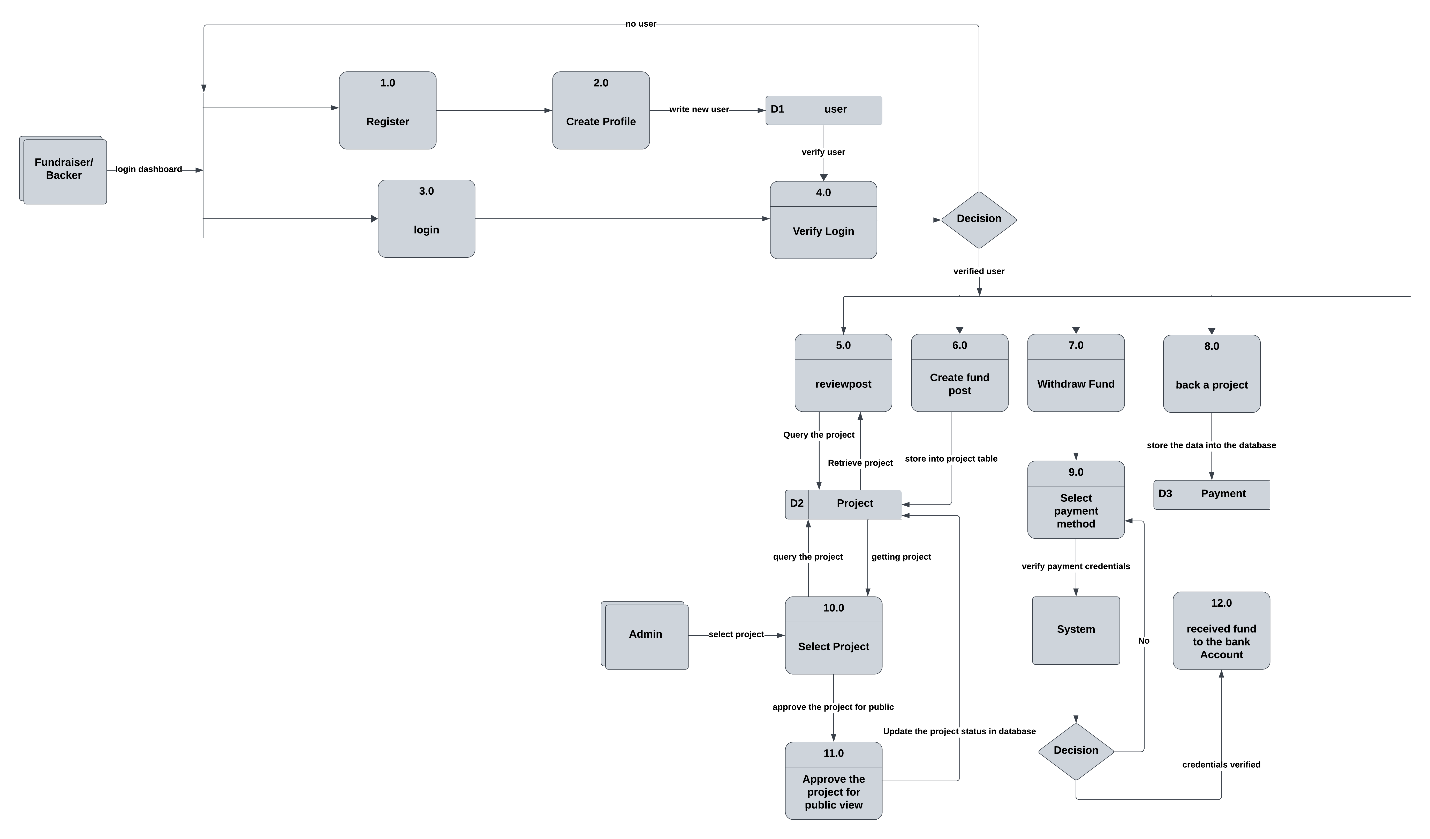 no user
1.0
Register
2.0
Create Profile
write new user
D1
user
Fundraiser/
Backer
login dashboard
verify user
3.0
login
4.0
Verify Login
Decision
verified user
5.0
reviewpost
6.0
Create fund
post
7.0
Withdraw Fund
8.0
back a project
Query the project
Retrieve project
store into project table
store the data into the database
9.0
Select
payment
method
D2
Project
D3
Payment
query the project
getting project
verify payment credentials
Admin
select project
10.0
Select Project
System
No
12.0
received fund
to the bank
Account
approve the project for public
Update the project status in database
11.0
Approve the
project for
public view
Decision
credentials verified